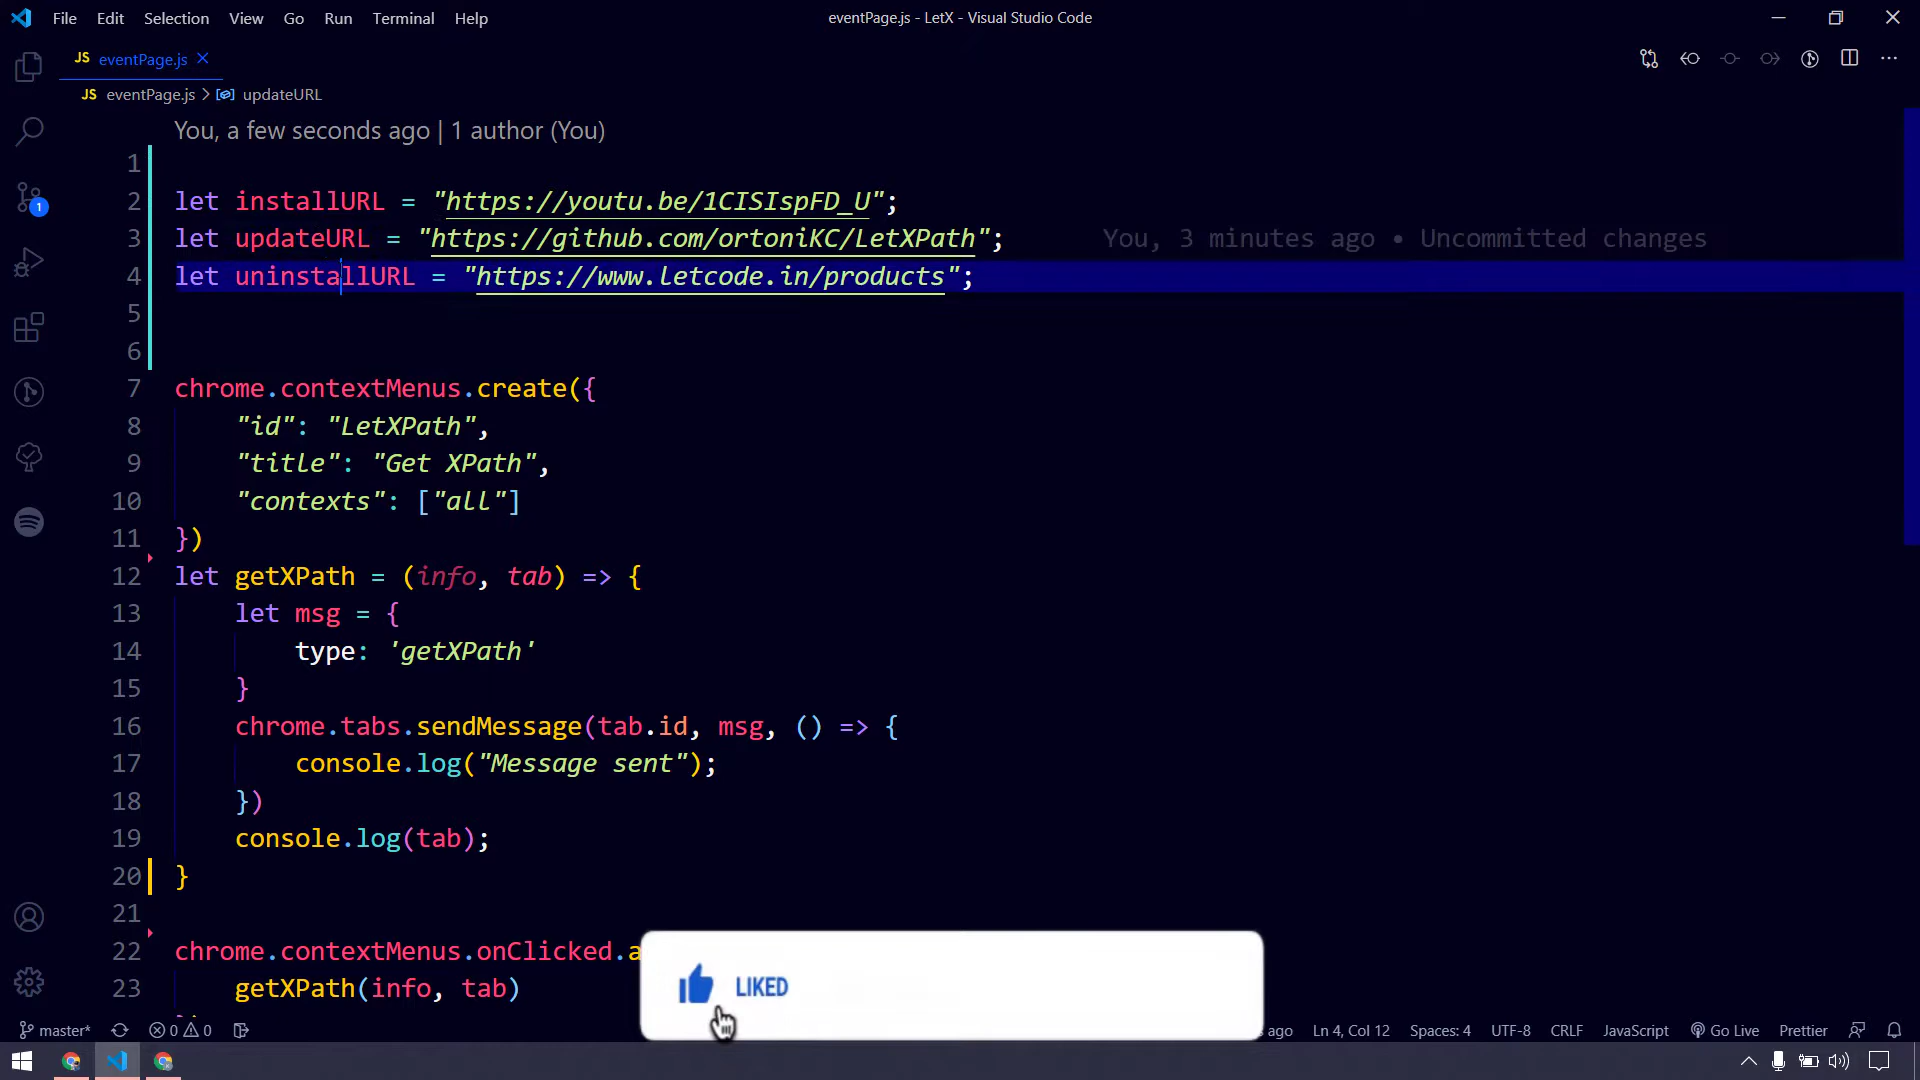 File Edit Selection View Go Run Terminal Help eventPage.js - LetX - Visual Studio Code
JS eventPage.js
JS eventPage.js > updateURL
You, a few seconds ago | 1 author (You)
1
2 let installURL = "https://youtu.be/1CISIspFD_U";
3 let updateURL = "https://github.com/ortoniKC/LetXPath"; You, 3 minutes ago • Uncommitted changes
4 let uninstallURL = "https://www.letcode.in/products";
5
6
7 chrome.contextMenus.create({
8 "id": "LetXPath",
9 "title": "Get XPath",
10 "contexts": ["all"]
11 })
12 let getXPath = (info, tab) => {
13 let msg = {
14 type: 'getXPath'
15 }
16 chrome.tabs.sendMessage(tab.id, msg, () => {
17 console.log("Message sent");
18 })
19 console.log(tab);
20 }
21
22 chrome.contextMenus.onClicked.a
23 getXPath(info, tab)
1
LIKED
master* 0 0 ago Ln 4, Col 12 Spaces: 4 UTF-8 CRLF JavaScript Go Live Prettier